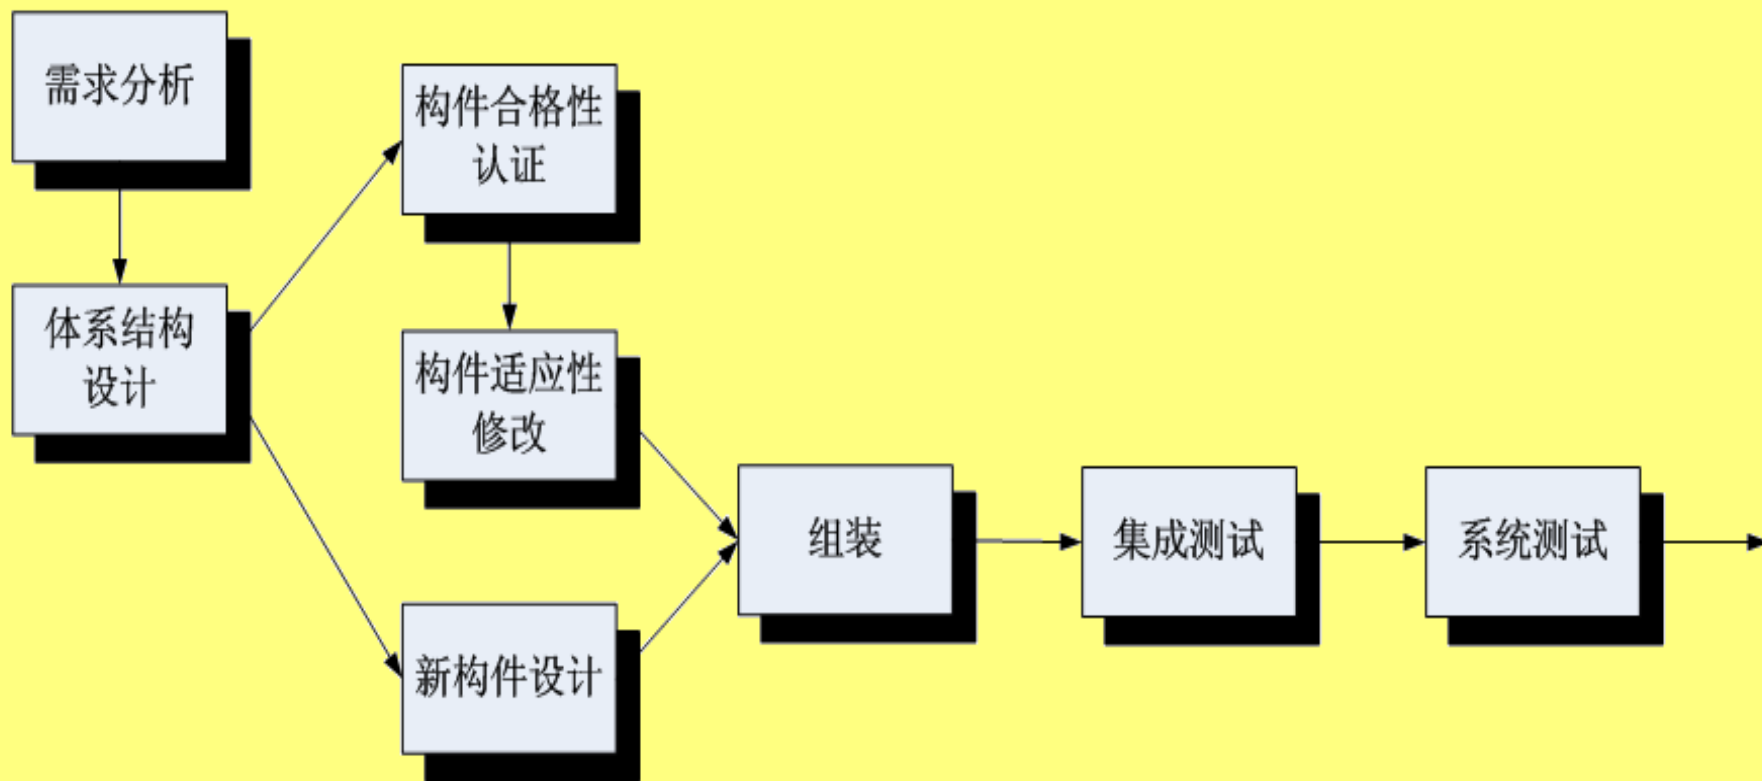 需求分析
体系结构
设计
构件合格性
认证
构件适应性
修改
新构件设计
组装
集成测试
系统测试